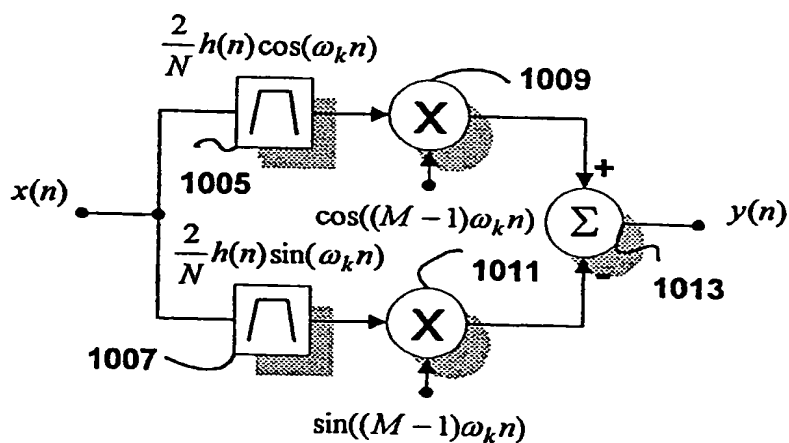 2/N h(n)cos(ω_k n)
1009
X
1005
x(n)
cos((M − 1)ω_k n)
+
Σ
y(n)
2/N h(n)sin(ω_k n)
1011
-
1013
X
1007
sin((M − 1)ω_k n)